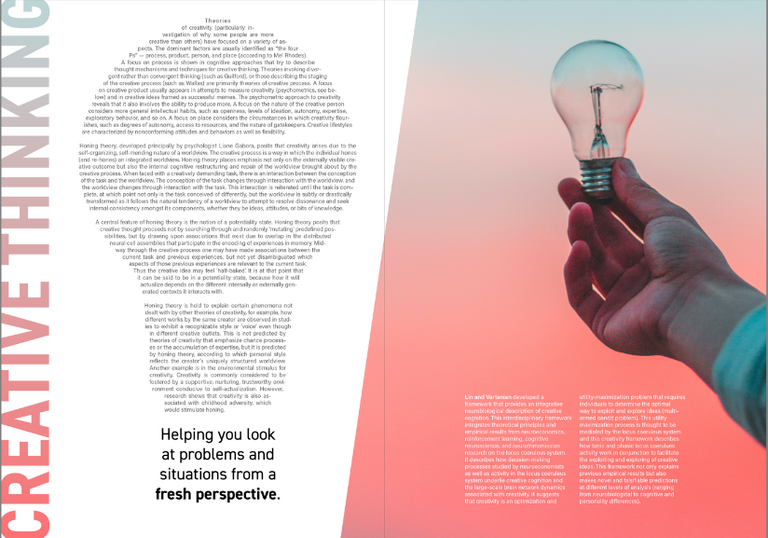 CREATIVE THINKING
Theories
of creativity (particularly in-
vestigation of why some people are more
creative than others) have focused on a variety of as-
pects. The dominant factors are usually identified as "the four
Ps" — process, product, person, and place (according to Mel Rhodes).
A focus on process is shown in cognitive approaches that try to describe
thought mechanisms and techniques for creative thinking. Theories invoking diver-
gent rather than convergent thinking (such as Guilford), or those describing the staging
of the creative process (such as Wallas) are primarily theories of creative process. A focus
on creative product usually appears in attempts to measure creativity (psychometrics, see be-
low) and in creative ideas framed as successful memes. The psychometric approach to creativity
reveals that it also involves the ability to produce more. A focus on the nature of the creative person
considers more general intellectual habits, such as openness, levels of ideation, autonomy, expertise,
exploratory behavior, and so on. A focus on place considers the circumstances in which creativity flour-
ishes, such as degrees of autonomy, access to resources, and the nature of gatekeepers. Creative lifestyles
are characterized by nonconforming attitudes and behaviors as well as flexibility.
Honing theory, developed principally by psychologist Liane Gabora, posits that creativity arises due to the
self-organizing, self-mending nature of a worldview. The creative process is a way in which the individual hones
(and re-hones) an integrated worldview. Honing theory places emphasis not only on the externally visible cre-
ative outcome but also the internal cognitive restructuring and repair of the worldview brought about by the
creative process. When faced with a creatively demanding task, there is an interaction between the conception
of the task and the worldview. The conception of the task changes through interaction with the worldview, and
the worldview changes through interaction with the task. This interaction is reiterated until the task is com-
plete, at which point not only is the task conceived of differently, but the worldview is subtly or drastically
transformed as it follows the natural tendency of a worldview to attempt to resolve dissonance and seek
internal consistency amongst its components, whether they be ideas, attitudes, or bits of knowledge.
A central feature of honing theory is the notion of a potentiality state. Honing theory posits that
creative thought proceeds not by searching through and randomly 'mutating' predefined pos-
sibilities, but by drawing upon associations that exist due to overlap in the distributed
neural cell assemblies that participate in the encoding of experiences in memory. Mid-
way through the creative process one may have made associations between the
current task and previous experiences, but not yet disambiguated which
aspects of those previous experiences are relevant to the current task.
Thus the creative idea may feel 'half-baked'. It is at that point that
it can be said to be in a potentiality state, because how it will
actualize depends on the different internally or externally gen-
erated contexts it interacts with.
Honing theory is held to explain certain phenomena not
dealt with by other theories of creativity, for example, how
different works by the same creator are observed in stud-
ies to exhibit a recognizable style or 'voice' even though
in different creative outlets. This is not predicted by
theories of creativity that emphasize chance process-
es or the accumulation of expertise, but it is predicted
by honing theory, according to which personal style
reflects the creator's uniquely structured worldview.
Another example is in the environmental stimulus for
creativity. Creativity is commonly considered to be
fostered by a supportive, nurturing, trustworthy envi-
ronment conducive to self-actualization. However,
research shows that creativity is also as-
sociated with childhood adversity, which
would stimulate honing.
Helping you look
at problems and
situations from a
fresh perspective.
Lin and Vartanian developed a
framework that provides an integrative
neurobiological description of creative
cognition. This interdisciplinary framework
integrates theoretical principles and
empirical results from neuroeconomics,
reinforcement learning, cognitive
neuroscience, and neurotransmission
research on the locus coeruleus system.
It describes how decision-making
processes studied by neuroeconomists
as well as activity in the locus coeruleus
system underlie creative cognition and
the large-scale brain network dynamics
associated with creativity. It suggests
that creativity is an optimization and
utility-maximization problem that requires
individuals to determine the optimal
way to exploit and explore ideas (multi-
armed bandit problem). This utility
maximization process is thought to be
mediated by the locus coeruleus system
and this creativity framework describes
how tonic and phasic locus coeruleus
activity work in conjunction to facilitate
the exploiting and exploring of creative
ideas. This framework not only explains
previous empirical results but also
makes novel and falsifiable predictions
at different levels of analysis (ranging
from neurobiological to cognitive and
personality differences).